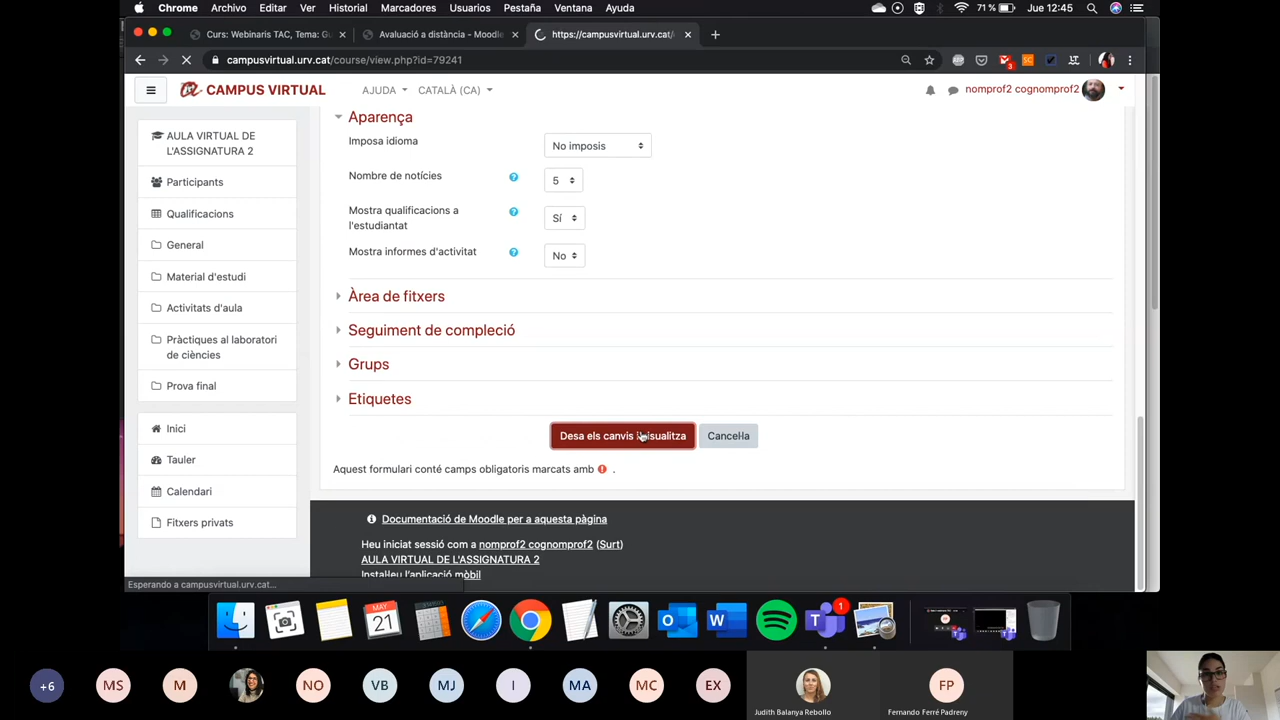 Chrome Archivo Editar Ver Historial Marcadores Usuarios Pestaña Ventana Ayuda 71 % Jue 12:45
Curs: Webinaris TAC, Tema: Gu × Avaluació a distància - Moodle × https://campusvirtual.urv.cat/ × +
campusvirtual.urv.cat/course/view.php?id=79241
CAMPUS VIRTUAL AJUDA CATALÀ (CA) nomprof2 cognomprof2
AULA VIRTUAL DE
L'ASSIGNATURA 2
Participants
Qualificacions
General
Material d'estudi
Activitats d'aula
Pràctiques al laboratori
de ciències
Prova final
Inici
Tauler
Calendari
Fitxers privats
Aparença
Imposa idioma No imposis
Nombre de notícies ? 5
Mostra qualificacions a
l'estudiantat ? Sí
Mostra informes d'activitat ? No
Àrea de fitxers
Seguiment de compleció
Grups
Etiquetes
Desa els canvis i visualitza Cancel·la
Aquest formulari conté camps obligatoris marcats amb ! .
Documentació de Moodle per a aquesta pàgina
Heu iniciat sessió com a nomprof2 cognomprof2 (Surt)
AULA VIRTUAL DE L'ASSIGNATURA 2
Instal·leu l'aplicació mòbil
Esperando a campusvirtual.urv.cat...
MAY
21
1
+6 MS M NO VB MJ I MA MC EX FP
Judith Balanya Rebollo Fernando Ferré Padreny